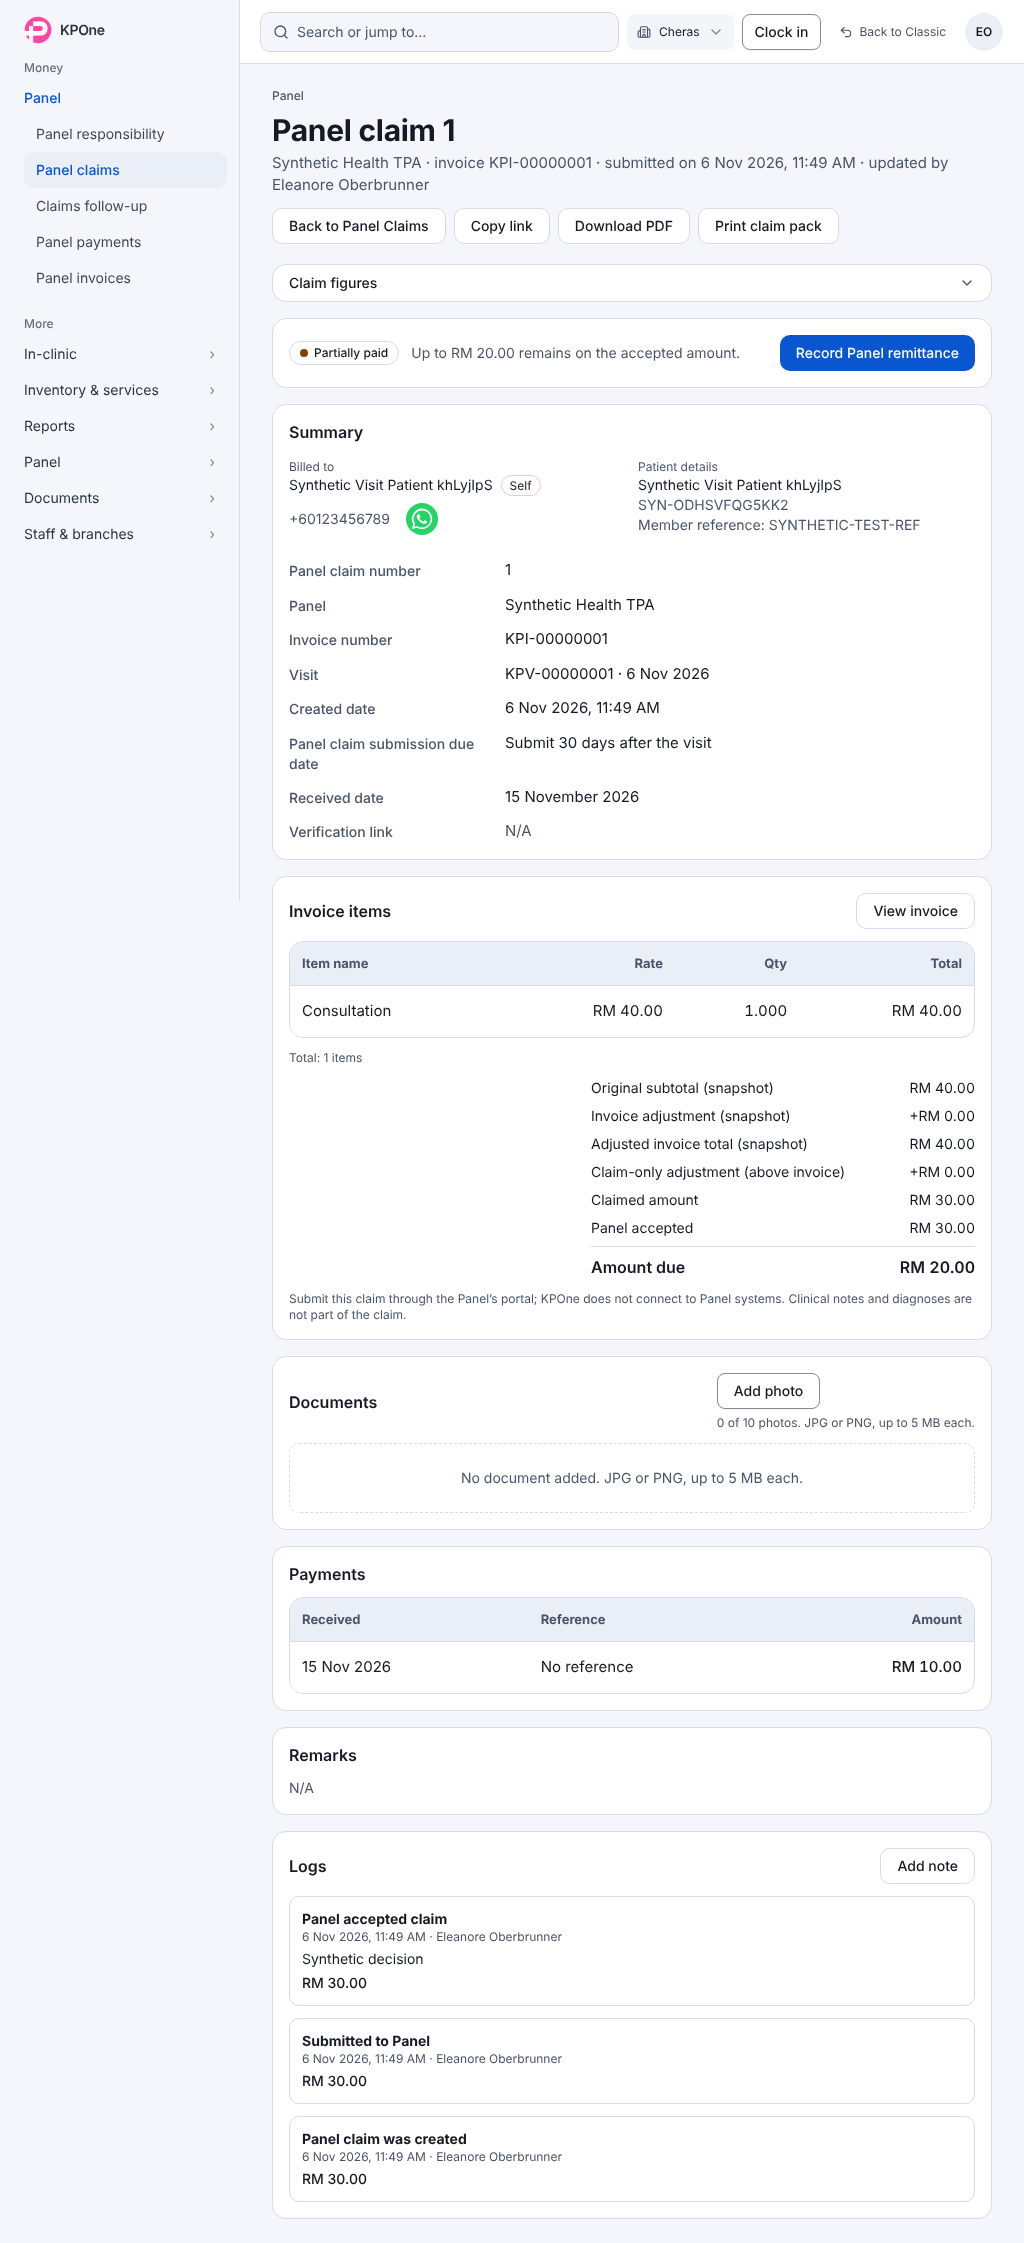 KPOne
Money
Panel
Panel responsibility
Panel claims
Claims follow-up
Panel payments
Panel invoices
More
In-clinic
Inventory & services
Reports
Panel
Documents
Staff & branches
Search or jump to...
Cheras
Clock in
Back to Classic
EO
Panel
Panel claim 1
Synthetic Health TPA · invoice KPI-00000001 · submitted on 6 Nov 2026, 11:49 AM · updated by
Eleanore Oberbrunner
Back to Panel Claims
Copy link
Download PDF
Print claim pack
Claim figures
Partially paid
Up to RM 20.00 remains on the accepted amount.
Record Panel remittance
Summary
Billed to
Synthetic Visit Patient khLyjlpS Self
+60123456789
Patient details
Synthetic Visit Patient khLyjlpS
SYN-ODHSVFQG5KK2
Member reference: SYNTHETIC-TEST-REF
Panel claim number 1
Panel Synthetic Health TPA
Invoice number KPI-00000001
Visit KPV-00000001 · 6 Nov 2026
Created date 6 Nov 2026, 11:49 AM
Panel claim submission due
date
Submit 30 days after the visit
Received date 15 November 2026
Verification link N/A
Invoice items
View invoice
Item name Rate Qty Total
Consultation RM 40.00 1.000 RM 40.00
Total: 1 items
Original subtotal (snapshot) RM 40.00
Invoice adjustment (snapshot) +RM 0.00
Adjusted invoice total (snapshot) RM 40.00
Claim-only adjustment (above invoice) +RM 0.00
Claimed amount RM 30.00
Panel accepted RM 30.00
Amount due RM 20.00
Submit this claim through the Panel's portal; KPOne does not connect to Panel systems. Clinical notes and diagnoses are
not part of the claim.
Documents
Add photo
0 of 10 photos. JPG or PNG, up to 5 MB each.
No document added. JPG or PNG, up to 5 MB each.
Payments
Received Reference Amount
15 Nov 2026 No reference RM 10.00
Remarks
N/A
Logs
Add note
Panel accepted claim
6 Nov 2026, 11:49 AM · Eleanore Oberbrunner
Synthetic decision
RM 30.00
Submitted to Panel
6 Nov 2026, 11:49 AM · Eleanore Oberbrunner
RM 30.00
Panel claim was created
6 Nov 2026, 11:49 AM · Eleanore Oberbrunner
RM 30.00